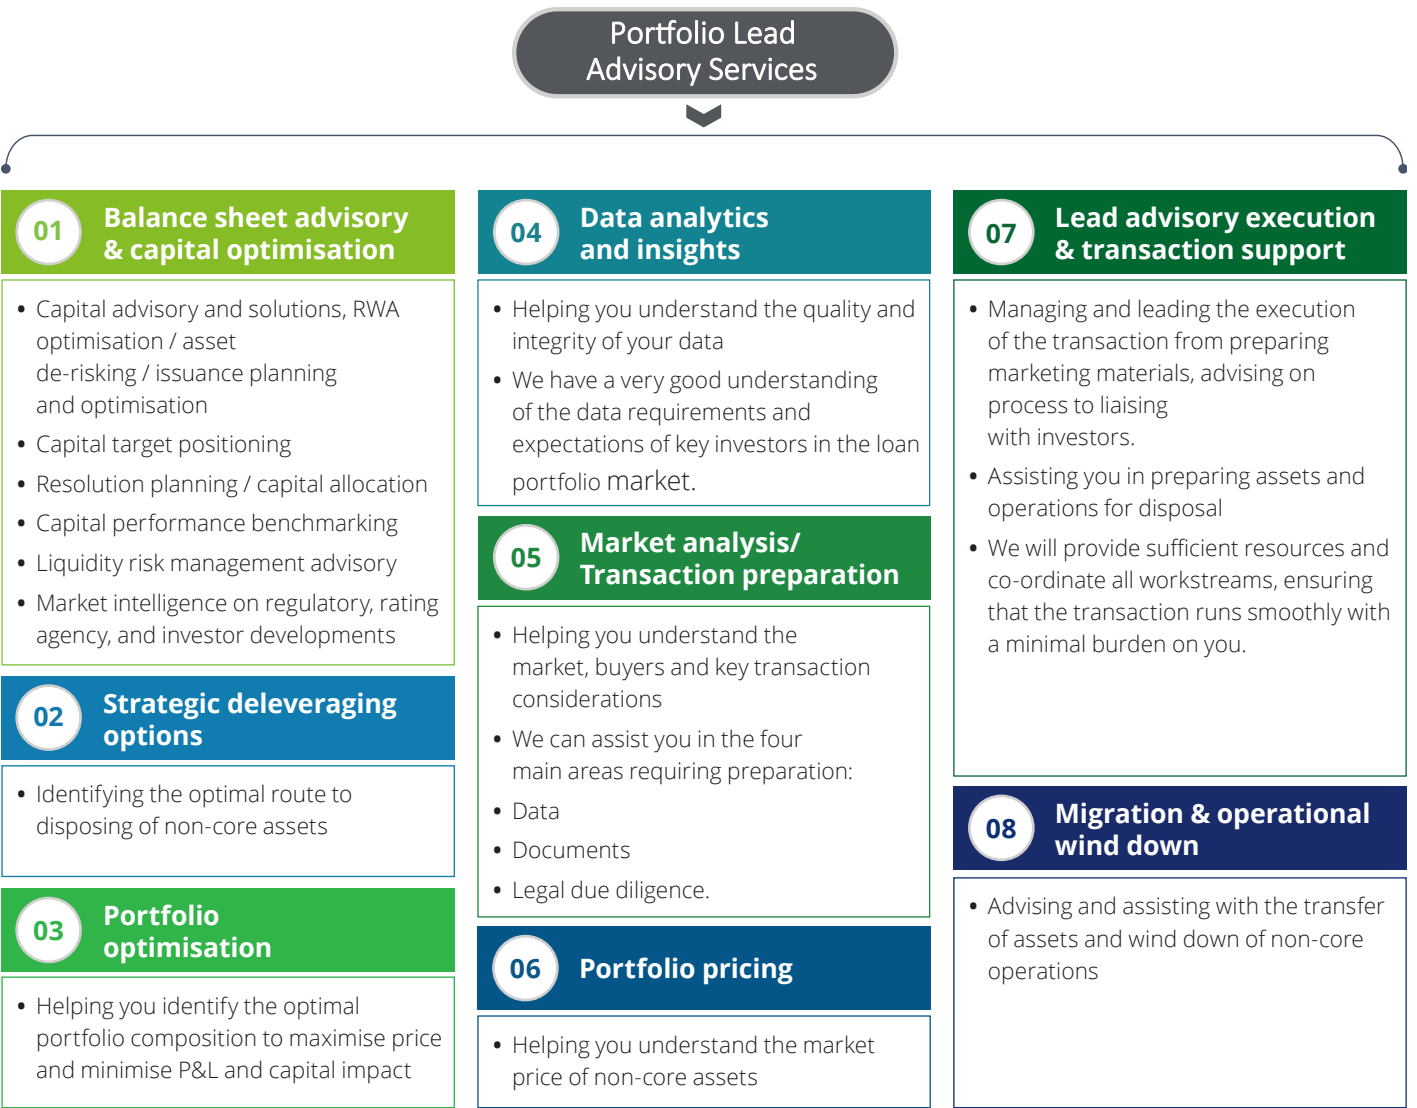 Portfolio Lead
Advisory Services
01
Balance sheet advisory
& capital optimisation
• Capital advisory and solutions, RWA
optimisation / asset
de-risking / issuance planning
and optimisation
• Capital target positioning
• Resolution planning / capital allocation
• Capital performance benchmarking
• Liquidity risk management advisory
• Market intelligence on regulatory, rating
agency, and investor developments
02
Strategic deleveraging
options
• Identifying the optimal route to
disposing of non-core assets
03
Portfolio
optimisation
• Helping you identify the optimal
portfolio composition to maximise price
and minimise P&L and capital impact
04
Data analytics
and insights
• Helping you understand the quality and
integrity of your data
• We have a very good understanding
of the data requirements and
expectations of key investors in the loan
portfolio market.
05
Market analysis/
Transaction preparation
• Helping you understand the
market, buyers and key transaction
considerations
• We can assist you in the four
main areas requiring preparation:
• Data
• Documents
• Legal due diligence.
06
Portfolio pricing
• Helping you understand the market
price of non-core assets
07
Lead advisory execution
& transaction support
• Managing and leading the execution
of the transaction from preparing
marketing materials, advising on
process to liaising
with investors.
• Assisting you in preparing assets and
operations for disposal
• We will provide sufficient resources and
co-ordinate all workstreams, ensuring
that the transaction runs smoothly with
a minimal burden on you.
08
Migration & operational
wind down
• Advising and assisting with the transfer
of assets and wind down of non-core
operations